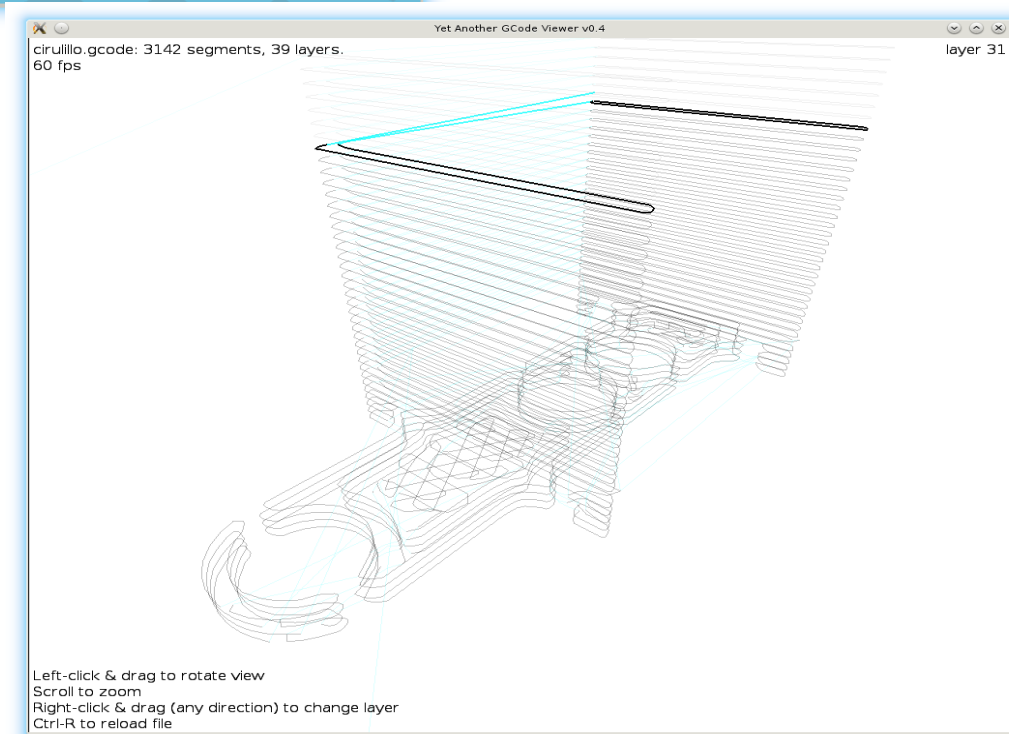 Yet Another GCode Viewer v0.4
cirulillo.gcode: 3142 segments, 39 layers.
layer 31
60 fps
Left-click & drag to rotate view
Scroll to zoom
Right-click & drag (any direction) to change layer
Ctrl-R to reload file